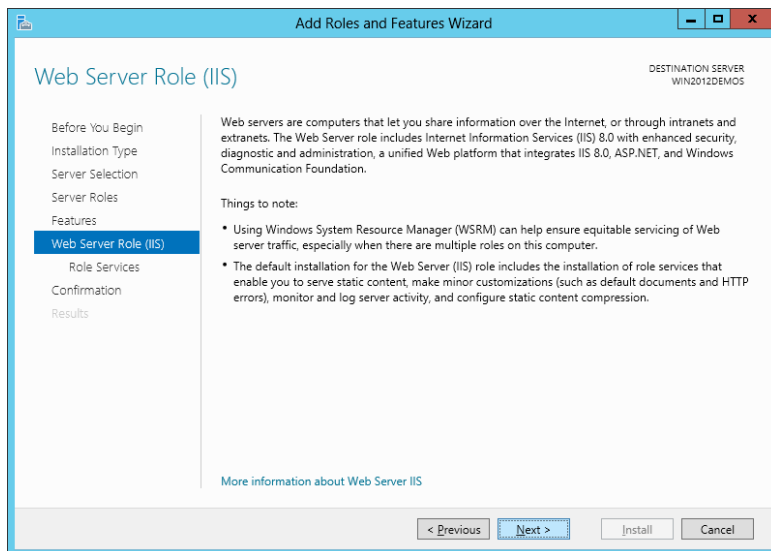 Add Roles and Features Wizard
Web Server Role (IIS)
DESTINATION SERVER
WIN2012DEMOS
Before You Begin
Installation Type
Server Selection
Server Roles
Features
Web Server Role (IIS)
Role Services
Confirmation
Results
Web servers are computers that let you share information over the Internet, or through intranets and
extranets. The Web Server role includes Internet Information Services (IIS) 8.0 with enhanced security,
diagnostic and administration, a unified Web platform that integrates IIS 8.0, ASP.NET, and Windows
Communication Foundation.
Things to note:
• Using Windows System Resource Manager (WSRM) can help ensure equitable servicing of Web
server traffic, especially when there are multiple roles on this computer.
• The default installation for the Web Server (IIS) role includes the installation of role services that
enable you to serve static content, make minor customizations (such as default documents and HTTP
errors), monitor and log server activity, and configure static content compression.
More information about Web Server IIS
< Previous
Next >
Install
Cancel